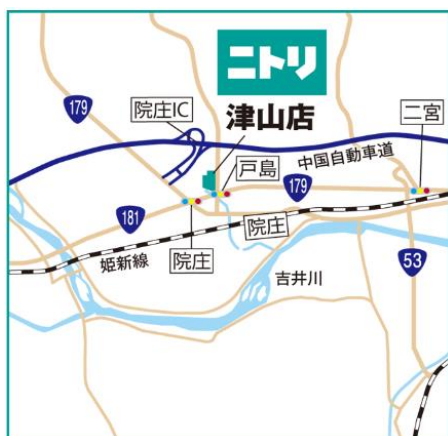 ニトリ
津山店
179
院庄IC
二宮
戸島
中国自動車道
179
181
院庄
院庄
姫新線
吉井川
53